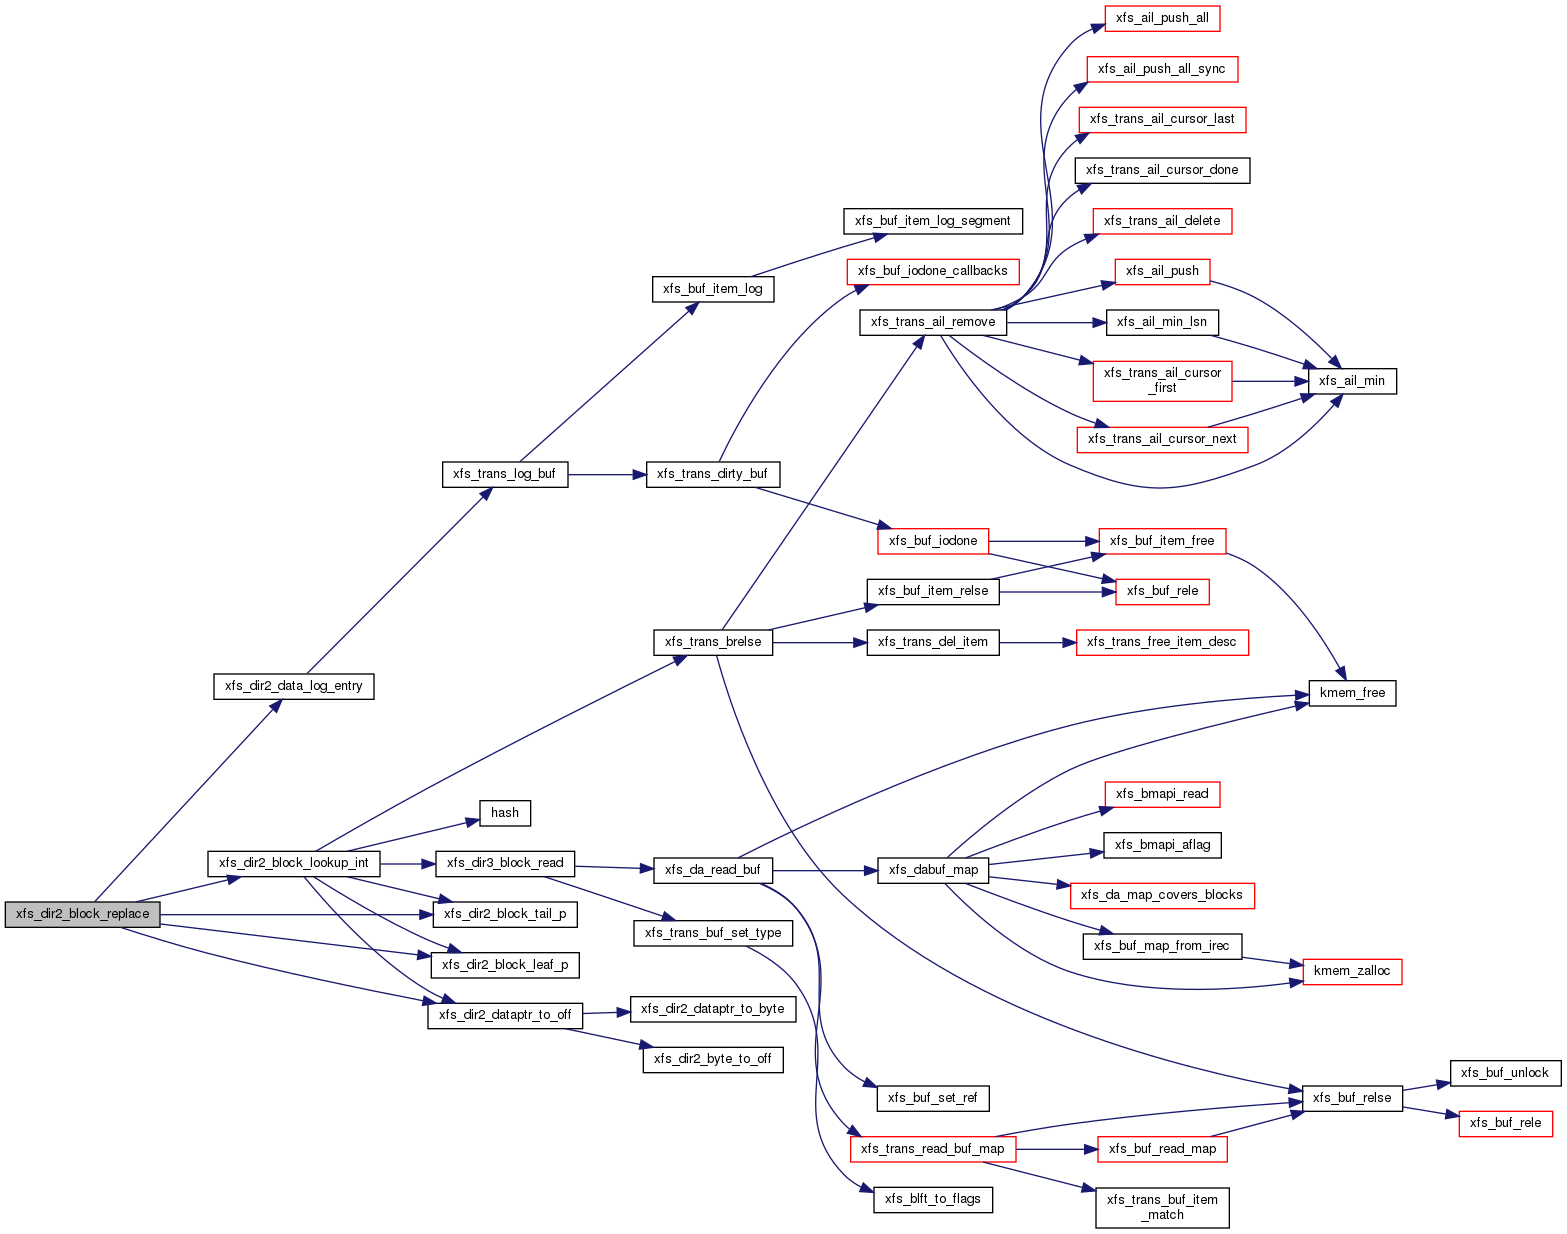 xfs_ail_push_all
xfs_ail_push_all_sync
xfs_trans_ail_cursor_last
xfs_trans_ail_cursor_done
xfs_buf_item_log_segment
xfs_trans_ail_delete
xfs_buf_iodone_callbacks
xfs_ail_push
xfs_buf_item_log
xfs_trans_ail_remove
xfs_ail_min_lsn
xfs_trans_ail_cursor
_first
xfs_ail_min
xfs_trans_ail_cursor_next
xfs_trans_log_buf
xfs_trans_dirty_buf
xfs_buf_iodone
xfs_buf_item_free
xfs_buf_item_relse
xfs_buf_rele
xfs_trans_brelse
xfs_trans_del_item
xfs_trans_free_item_desc
xfs_dir2_data_log_entry
kmem_free
xfs_bmapi_read
hash
xfs_bmapi_aflag
xfs_dir2_block_lookup_int
xfs_dir3_block_read
xfs_da_read_buf
xfs_dabuf_map
xfs_da_map_covers_blocks
xfs_dir2_block_replace
xfs_dir2_block_tail_p
xfs_trans_buf_set_type
xfs_buf_map_from_irec
xfs_dir2_block_leaf_p
kmem_zalloc
xfs_dir2_dataptr_to_off
xfs_dir2_dataptr_to_byte
xfs_dir2_byte_to_off
xfs_buf_unlock
xfs_buf_set_ref
xfs_buf_relse
xfs_buf_rele
xfs_trans_read_buf_map
xfs_buf_read_map
xfs_blft_to_flags
xfs_trans_buf_item
_match